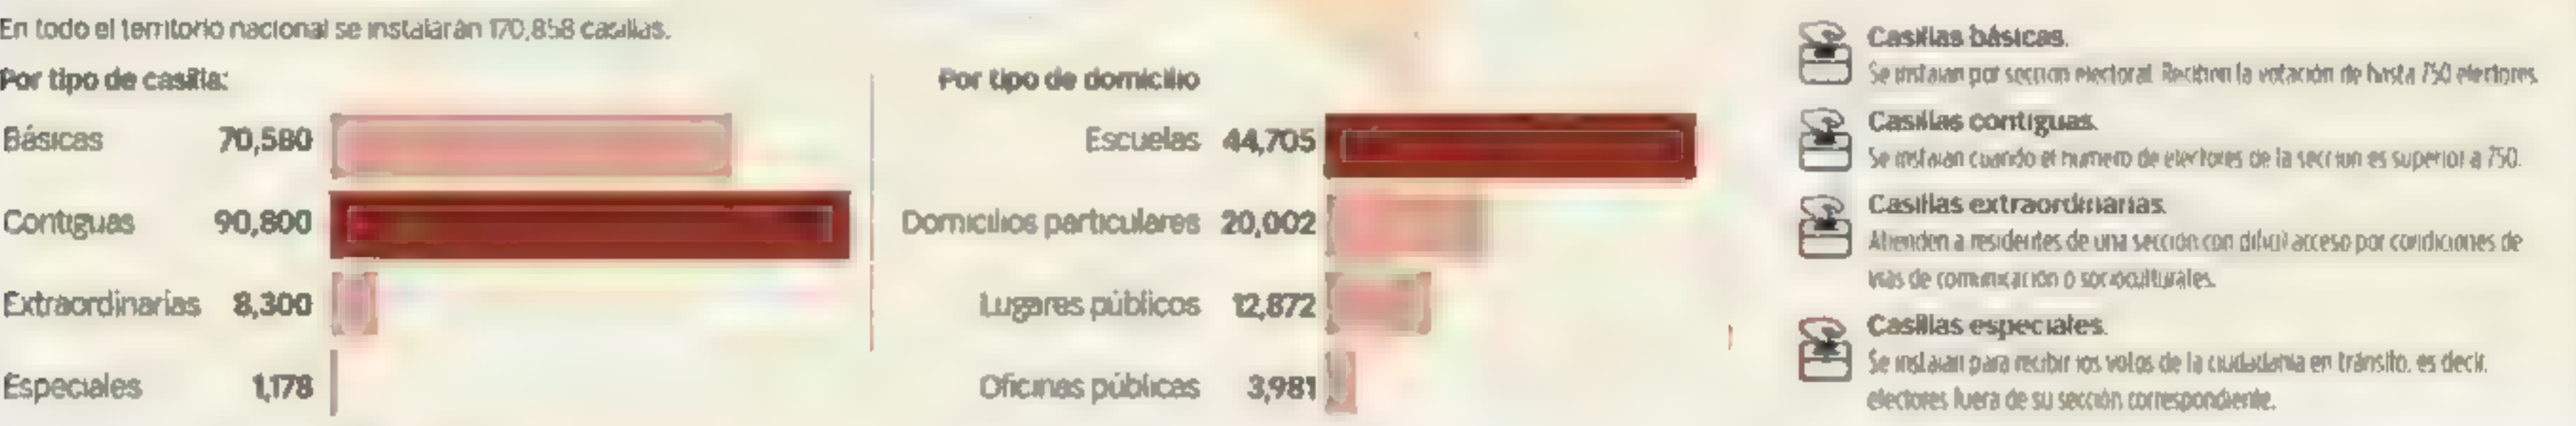 En todo el territorio nacional se instalarán 170,858 casillas.
Por tipo de casilla:
Básicas 70,580
Contiguas 90,800
Extraordinarias 8,300
Especiales 1,178
Por tipo de domicilio
Escuelas 44,705
Domicilios particulares 20,002
Lugares públicos 12,872
Oficinas públicas 3,981
Casillas básicas.
Se instalan por sección electoral. Reciben la votación de hasta 750 electores.
Casillas contiguas.
Se instalan cuando el número de electores de la sección es superior a 750.
Casillas extraordinarias.
Atienden a residentes de una sección con difícil acceso por condiciones de
vías de comunicación o socioculturales.
Casillas especiales.
Se instalan para recibir los votos de la ciudadanía en tránsito, es decir,
electores fuera de su sección correspondiente.